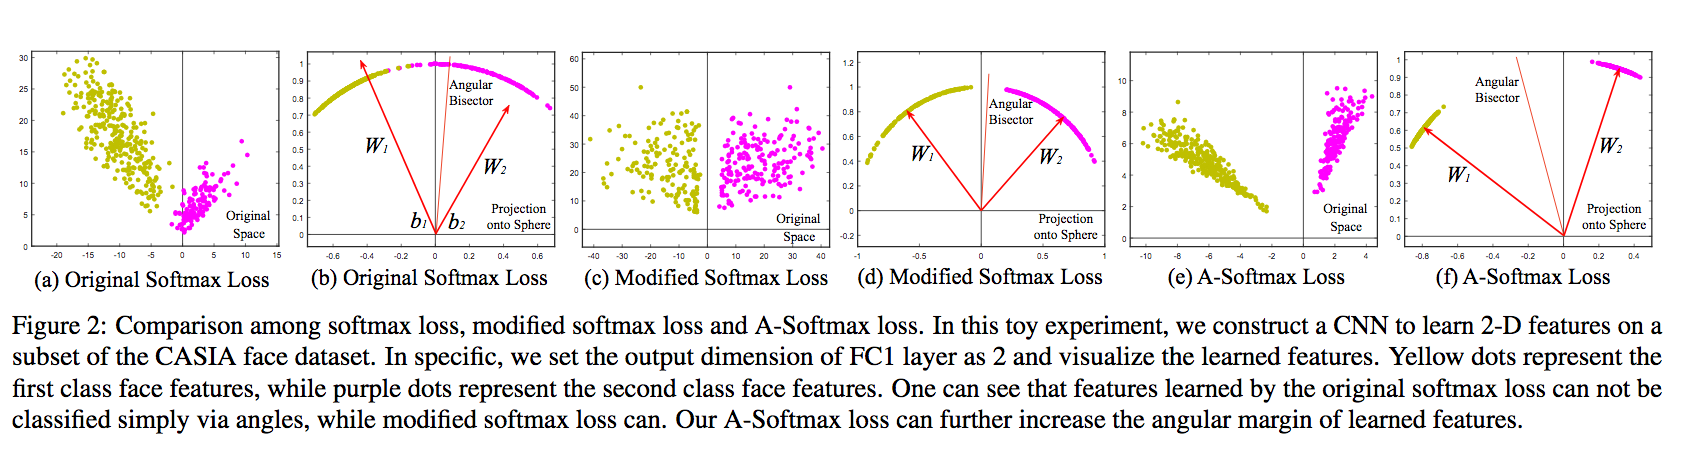 30
25
20
15
10
5
0
-20 -15 -10 -5 0 5 10 15
Original
Space
(a) Original Softmax Loss
1
0.9
0.8
0.7
0.6
0.5
0.4
0.3
0.2
0.1
0
-0.6 -0.4 -0.2 0 0.2 0.4 0.6
Angular
Bisector
W1
W2
b1 b2
Projection
onto Sphere
(b) Original Softmax Loss
60
50
40
30
20
10
0
-40 -30 -20 -10 0 10 20 30 40
Original
Space
(c) Modified Softmax Loss
1.2
1
0.8
0.6
0.4
0.2
0
-0.2
-1 -0.5 0 0.5 1
Angular
Bisector
W1
W2
Projection
onto Sphere
(d) Modified Softmax Loss
10
8
6
4
2
0
-10 -8 -6 -4 -2 0 2 4
Original
Space
(e) A-Softmax Loss
1
0.9
0.8
0.7
0.6
0.5
0.4
0.3
0.2
0.1
0
-0.8 -0.6 -0.4 -0.2 0 0.2 0.4
Angular
Bisector
W1
W2
Projection
onto Sphere
(f) A-Softmax Loss
Figure 2: Comparison among softmax loss, modified softmax loss and A-Softmax loss. In this toy experiment, we construct a CNN to learn 2-D features on a
subset of the CASIA face dataset. In specific, we set the output dimension of FC1 layer as 2 and visualize the learned features. Yellow dots represent the
first class face features, while purple dots represent the second class face features. One can see that features learned by the original softmax loss can not be
classified simply via angles, while modified softmax loss can. Our A-Softmax loss can further increase the angular margin of learned features.